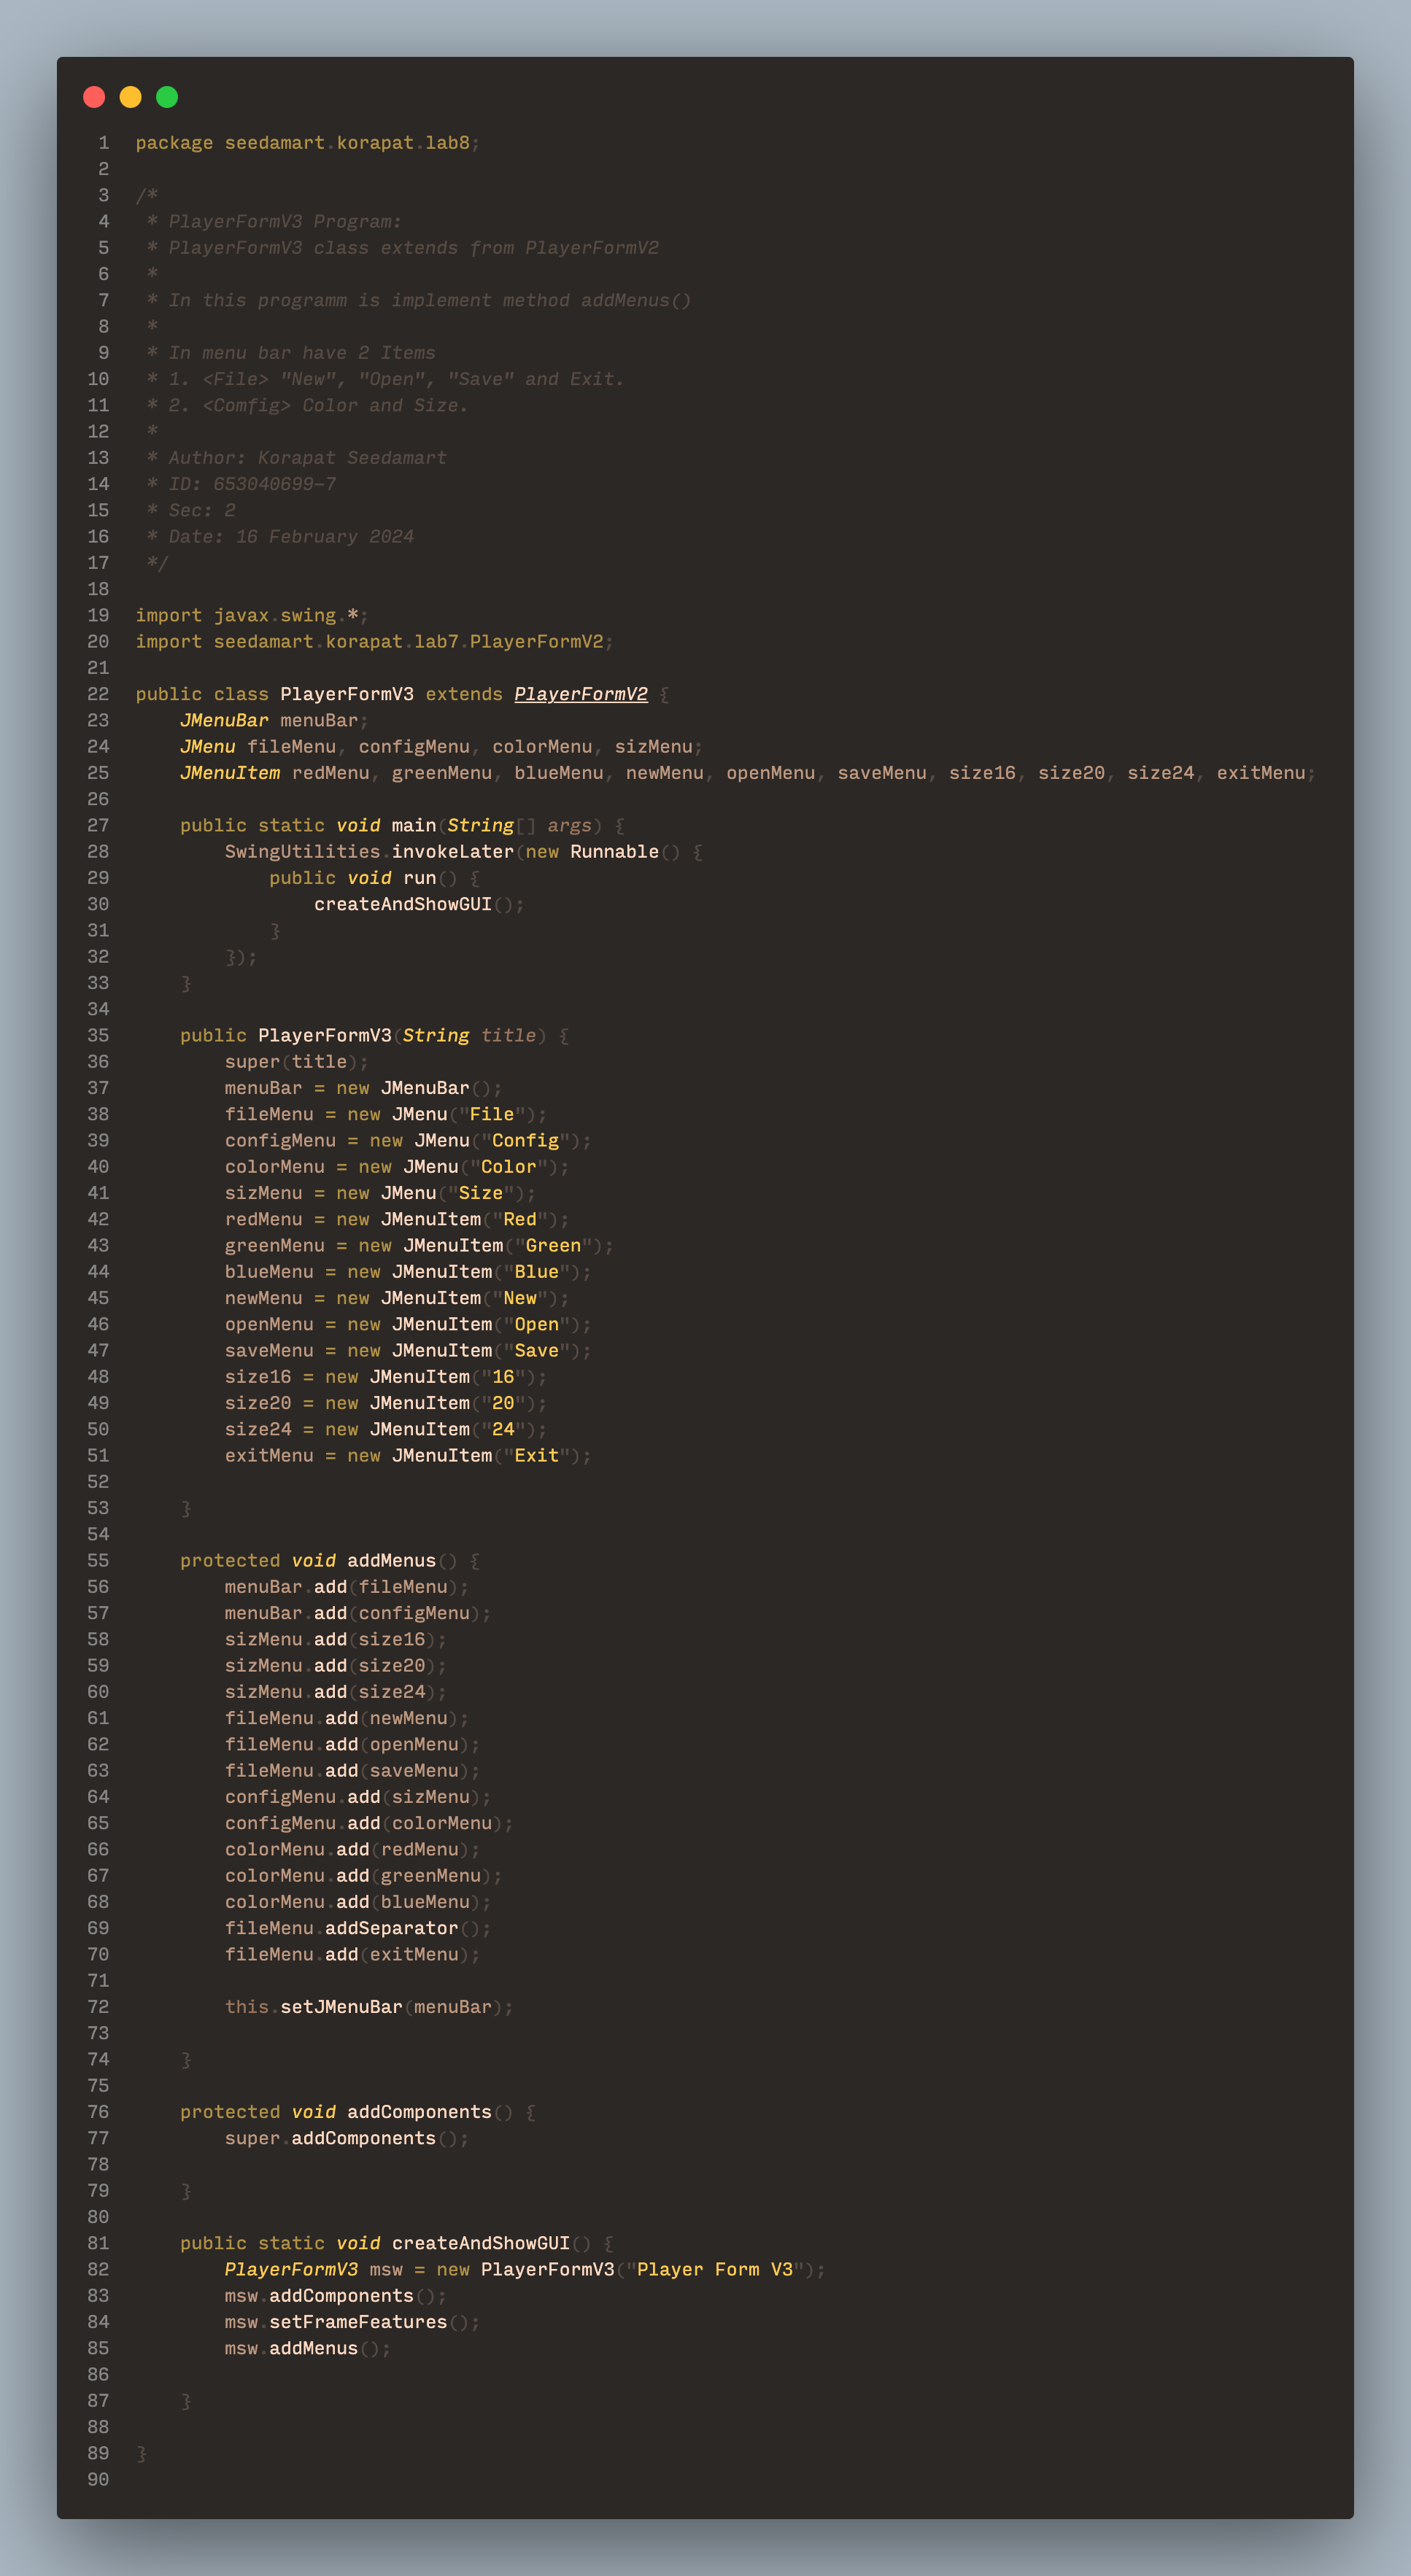 1 package seedamart.korapat.lab8;
2
3 /*
4  * PlayerFormV3 Program:
5  * PlayerFormV3 class extends from PlayerFormV2
6  *
7  * In this programm is implement method addMenus()
8  *
9  * In menu bar have 2 Items
10  * 1. <File> "New", "Open", "Save" and Exit.
11  * 2. <Comfig> Color and Size.
12  *
13  * Author: Korapat Seedamart
14  * ID: 653040699-7
15  * Sec: 2
16  * Date: 16 February 2024
17  */
18
19 import javax.swing.*;
20 import seedamart.korapat.lab7.PlayerFormV2;
21
22 public class PlayerFormV3 extends PlayerFormV2 {
23     JMenuBar menuBar;
24     JMenu fileMenu, configMenu, colorMenu, sizMenu;
25     JMenuItem redMenu, greenMenu, blueMenu, newMenu, openMenu, saveMenu, size16, size20, size24, exitMenu;
26
27     public static void main(String[] args) {
28         SwingUtilities.invokeLater(new Runnable() {
29             public void run() {
30                 createAndShowGUI();
31             }
32         });
33     }
34
35     public PlayerFormV3(String title) {
36         super(title);
37         menuBar = new JMenuBar();
38         fileMenu = new JMenu("File");
39         configMenu = new JMenu("Config");
40         colorMenu = new JMenu("Color");
41         sizMenu = new JMenu("Size");
42         redMenu = new JMenuItem("Red");
43         greenMenu = new JMenuItem("Green");
44         blueMenu = new JMenuItem("Blue");
45         newMenu = new JMenuItem("New");
46         openMenu = new JMenuItem("Open");
47         saveMenu = new JMenuItem("Save");
48         size16 = new JMenuItem("16");
49         size20 = new JMenuItem("20");
50         size24 = new JMenuItem("24");
51         exitMenu = new JMenuItem("Exit");
52
53     }
54
55     protected void addMenus() {
56         menuBar.add(fileMenu);
57         menuBar.add(configMenu);
58         sizMenu.add(size16);
59         sizMenu.add(size20);
60         sizMenu.add(size24);
61         fileMenu.add(newMenu);
62         fileMenu.add(openMenu);
63         fileMenu.add(saveMenu);
64         configMenu.add(sizMenu);
65         configMenu.add(colorMenu);
66         colorMenu.add(redMenu);
67         colorMenu.add(greenMenu);
68         colorMenu.add(blueMenu);
69         fileMenu.addSeparator();
70         fileMenu.add(exitMenu);
71
72         this.setJMenuBar(menuBar);
73
74     }
75
76     protected void addComponents() {
77         super.addComponents();
78
79     }
80
81     public static void createAndShowGUI() {
82         PlayerFormV3 msw = new PlayerFormV3("Player Form V3");
83         msw.addComponents();
84         msw.setFrameFeatures();
85         msw.addMenus();
86
87     }
88
89 }
90